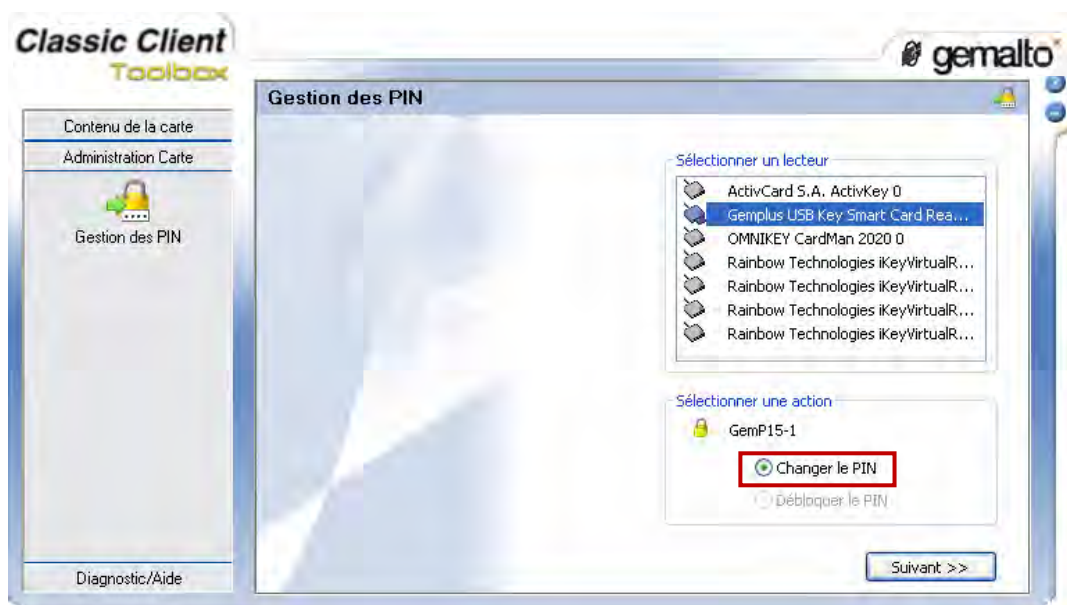 Classic Client
Toolbox
gemalto
Gestion des PIN
Contenu de la carte
Administration Carte
Gestion des PIN
Diagnostic/Aide
Sélectionner un lecteur
ActivCard S.A. ActivKey 0
Gemplus USB Key Smart Card Rea...
OMNIKEY CardMan 2020 0
Rainbow Technologies iKeyVirtualR...
Rainbow Technologies iKeyVirtualR...
Rainbow Technologies iKeyVirtualR...
Rainbow Technologies iKeyVirtualR...
Sélectionner une action
GemP15-1
Changer le PIN
Débloquer le PIN
Suivant >>